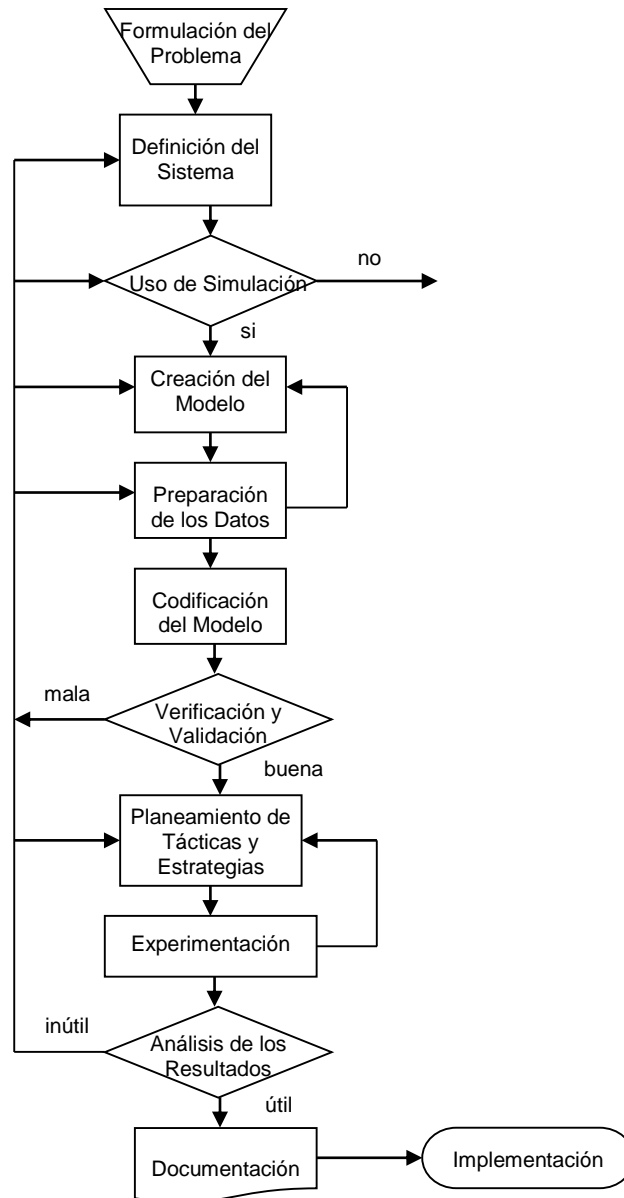 Formulación del
Problema
Definición del
Sistema
no
Uso de Simulación
si
Creación del
Modelo
Preparación
de los Datos
Codificación
del Modelo
mala
Verificación y
Validación
buena
Planeamiento de
Tácticas y
Estrategias
Experimentación
inútil
Análisis de los
Resultados
útil
Documentación
Implementación